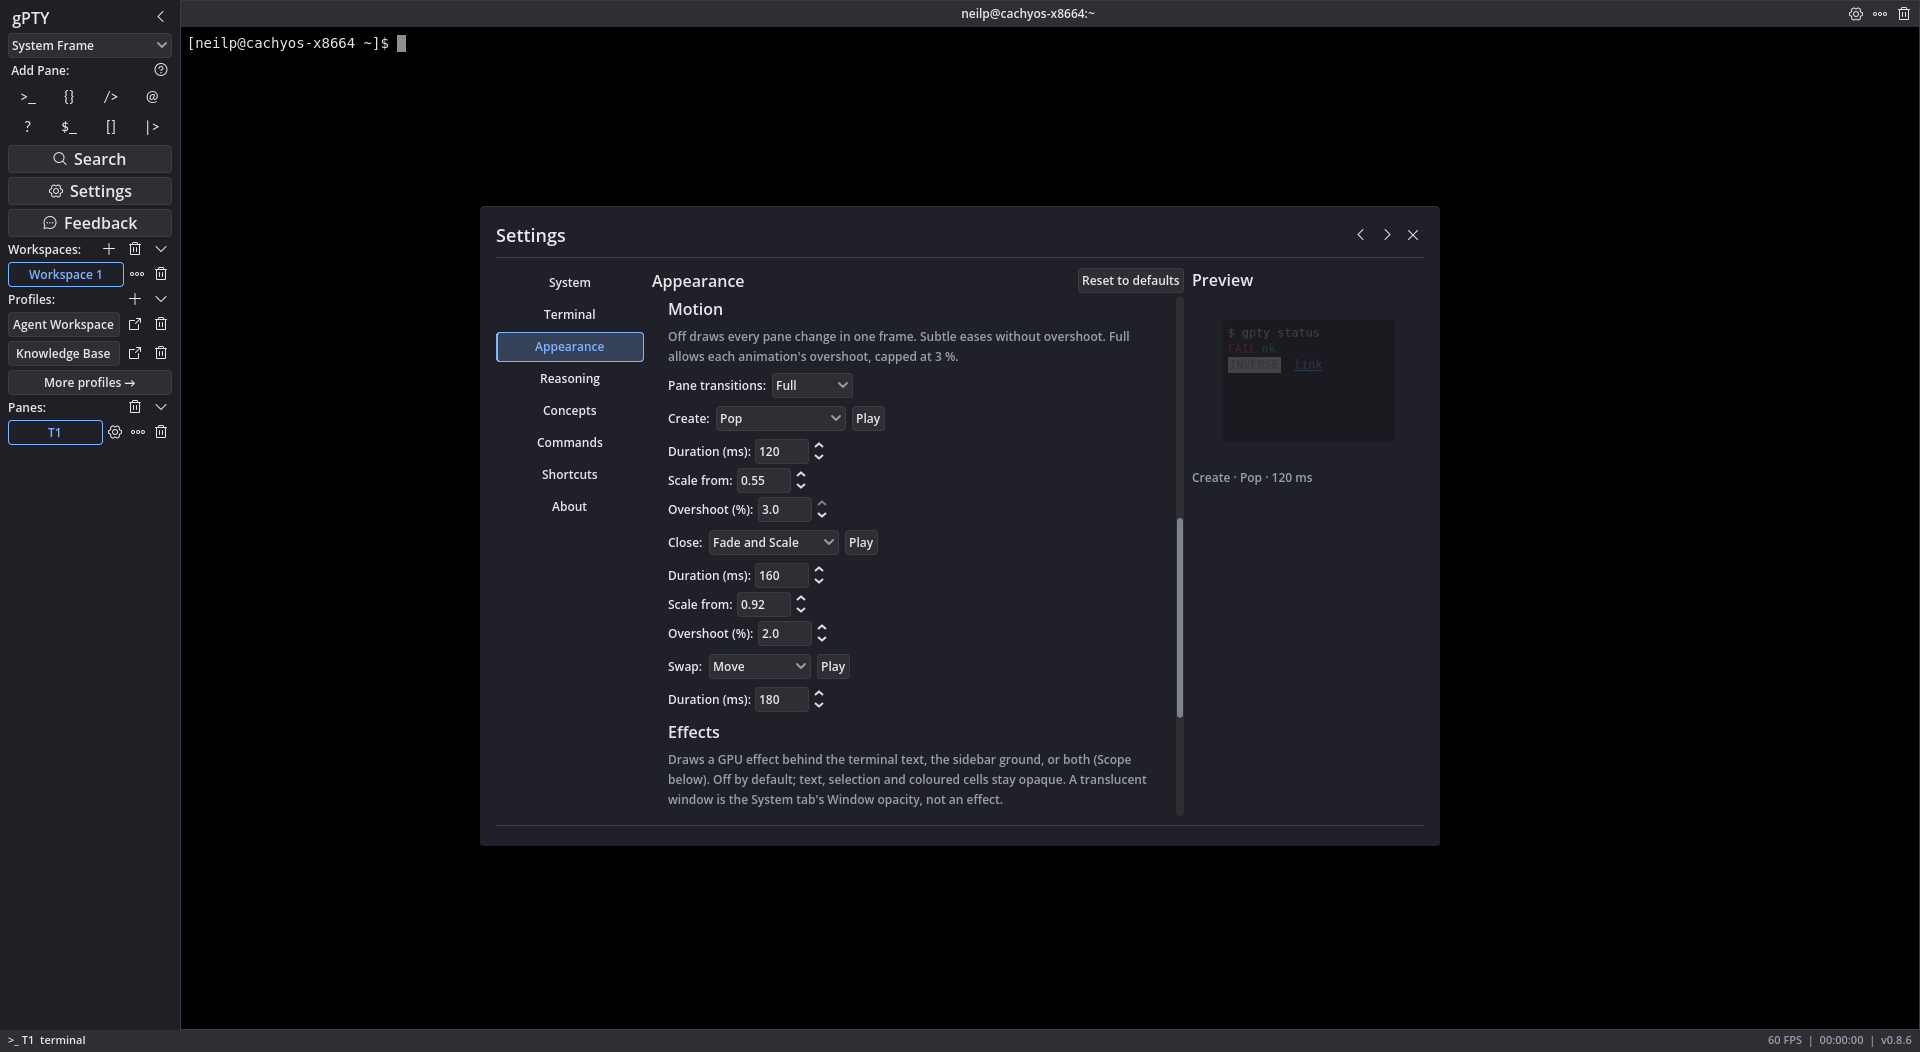 gPTY
System Frame
Add Pane:
>_ {} /> @
? $_ [] |>
Search
Settings
Feedback
Workspaces:
Workspace 1
Profiles:
Agent Workspace
Knowledge Base
More profiles →
Panes:
T1
neilp@cachyos-x8664:~
[neilp@cachyos-x8664 ~]$
Settings
System
Terminal
Appearance
Reasoning
Concepts
Commands
Shortcuts
About
Appearance
Reset to defaults
Motion
Off draws every pane change in one frame. Subtle eases without overshoot. Full
allows each animation's overshoot, capped at 3 %.
Pane transitions: Full
Create: Pop Play
Duration (ms): 120
Scale from: 0.55
Overshoot (%): 3.0
Close: Fade and Scale Play
Duration (ms): 160
Scale from: 0.92
Overshoot (%): 2.0
Swap: Move Play
Duration (ms): 180
Effects
Draws a GPU effect behind the terminal text, the sidebar ground, or both (Scope
below). Off by default; text, selection and coloured cells stay opaque. A translucent
window is the System tab's Window opacity, not an effect.
Preview
$ gpty status
FAIL ok
INVERSE link
Create · Pop · 120 ms
>_ T1 terminal
60 FPS | 00:00:00 | v0.8.6